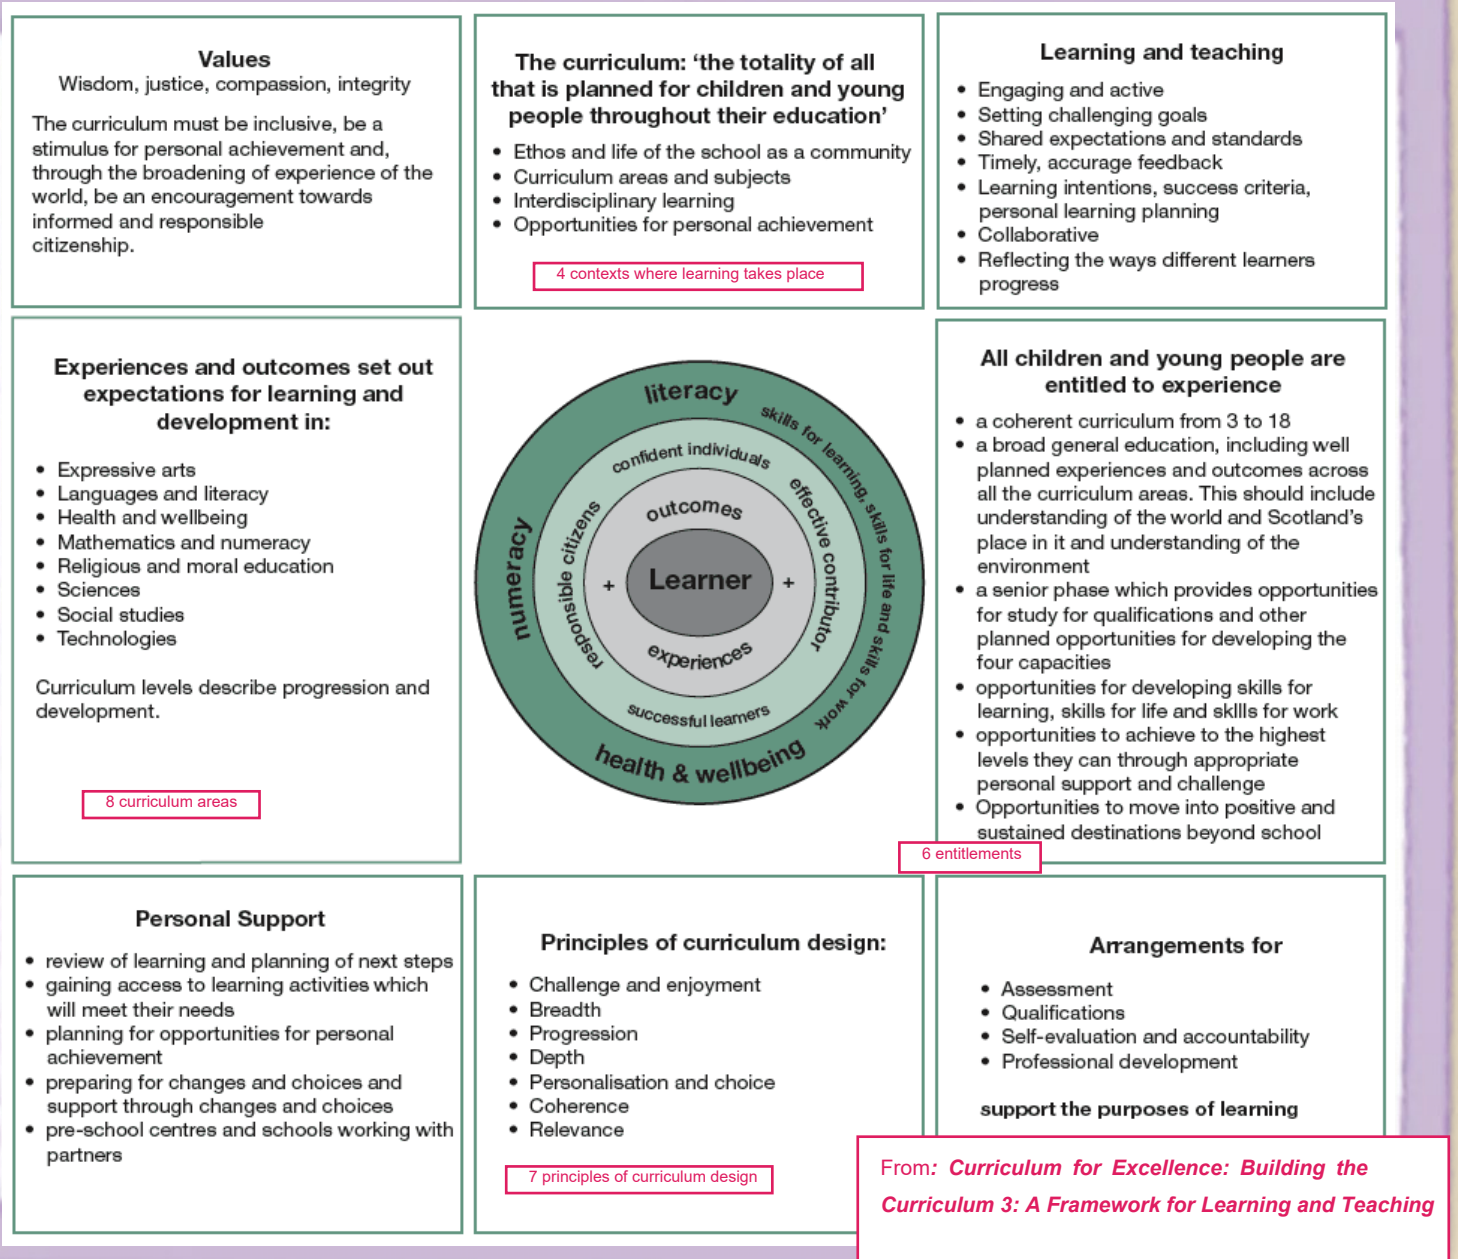 Values
Wisdom, justice, compassion, integrity
The curriculum must be inclusive, be a
stimulus for personal achievement and,
through the broadening of experience of the
world, be an encouragement towards
informed and responsible
citizenship.
The curriculum: ‘the totality of all
that is planned for children and young
people throughout their education’
• Ethos and life of the school as a community
• Curriculum areas and subjects
• Interdisciplinary learning
• Opportunities for personal achievement
4 contexts where learning takes place
Learning and teaching
• Engaging and active
• Setting challenging goals
• Shared expectations and standards
• Timely, accurage feedback
• Learning intentions, success criteria,
personal learning planning
• Collaborative
• Reflecting the ways different learners
progress
Experiences and outcomes set out
expectations for learning and
development in:
• Expressive arts
• Languages and literacy
• Health and wellbeing
• Mathematics and numeracy
• Religious and moral education
• Sciences
• Social studies
• Technologies
Curriculum levels describe progression and
development.
8 curriculum areas
literacy
skills for learning, skills for life and skills for work
health & wellbeing
numeracy
confident individuals
effective contributor
successful learners
responsible citizens
outcomes
+ Learner +
experiences
All children and young people are
entitled to experience
• a coherent curriculum from 3 to 18
• a broad general education, including well
planned experiences and outcomes across
all the curriculum areas. This should include
understanding of the world and Scotland’s
place in it and understanding of the
environment
• a senior phase which provides opportunities
for study for qualifications and other
planned opportunities for developing the
four capacities
• opportunities for developing skills for
learning, skills for life and skills for work
• opportunities to achieve to the highest
levels they can through appropriate
personal support and challenge
• Opportunities to move into positive and
sustained destinations beyond school
6 entitlements
Personal Support
• review of learning and planning of next steps
• gaining access to learning activities which
will meet their needs
• planning for opportunities for personal
achievement
• preparing for changes and choices and
support through changes and choices
• pre-school centres and schools working with
partners
Principles of curriculum design:
• Challenge and enjoyment
• Breadth
• Progression
• Depth
• Personalisation and choice
• Coherence
• Relevance
7 principles of curriculum design
Arrangements for
• Assessment
• Qualifications
• Self-evaluation and accountability
• Professional development
support the purposes of learning
From: Curriculum for Excellence: Building the
Curriculum 3: A Framework for Learning and Teaching